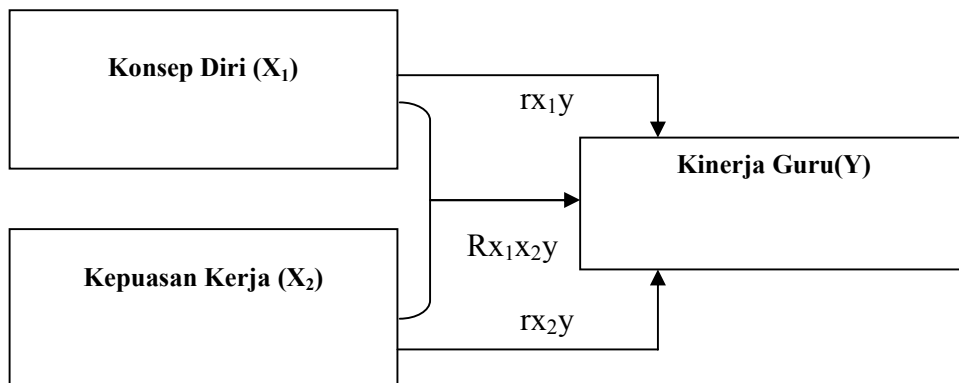 Konsep Diri (X₁)
rx₁y
Kinerja Guru(Y)
Rx₁x₂y
Kepuasan Kerja (X₂)
rx₂y